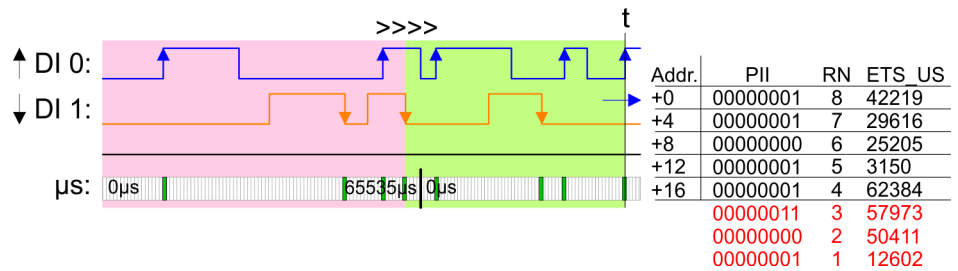 >>>> t
DI 0:
DI 1:
µs: 0µs 65535µs 0µs
Addr. PII RN ETS_US
+0 00000001 8 42219
+4 00000001 7 29616
+8 00000000 6 25205
+12 00000001 5 3150
+16 00000001 4 62384
00000011 3 57973
00000000 2 50411
00000001 1 12602